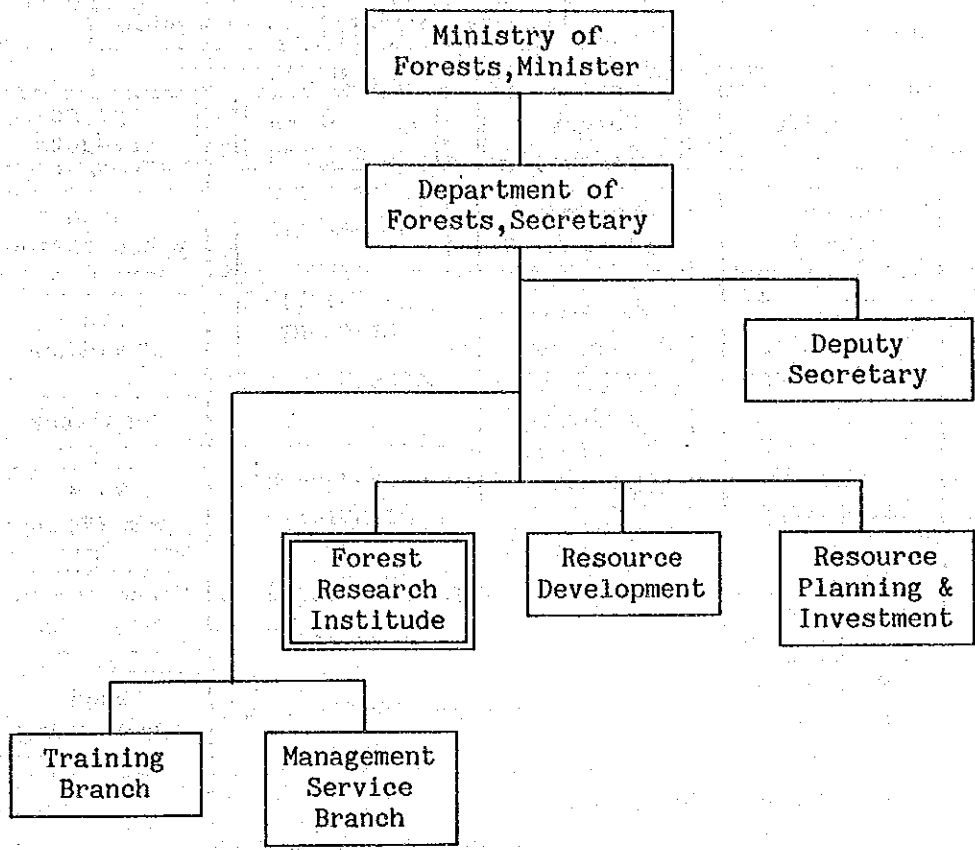 Ministry of
Forests,Minister
Department of
Forests,Secretary
Deputy
Secretary
Forest
Research
Institude
Resource
Development
Resource
Planning &
Investment
Training
Branch
Management
Service
Branch